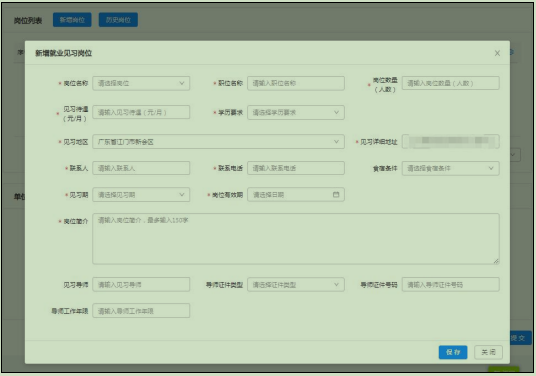 岗位列表 新增岗位 历史岗位
新增就业见习岗位
* 岗位名称 请选择岗位 * 职位名称 请输入职位名称 * 岗位数量(人数) 请输入岗位数量(人数)
* 见习待遇(元/月) 请输入见习待遇(元/月) * 学历要求 请选择学历要求
* 见习地区 广东省江门市新会区 * 见习详细地址
* 联系人 请输入联系人 * 联系电话 请输入联系电话 食宿条件 请选择食宿条件
* 见习期 请选择见习期 * 岗位有效期 请选择日期
* 岗位简介 请输入岗位简介,最多输入150字
单位
见习导师 请输入见习导师 导师证件类型 请选择证件类型 导师证件号码 请输入导师证件号码
导师工作年限 请输入导师工作年限
提交
保存 关闭